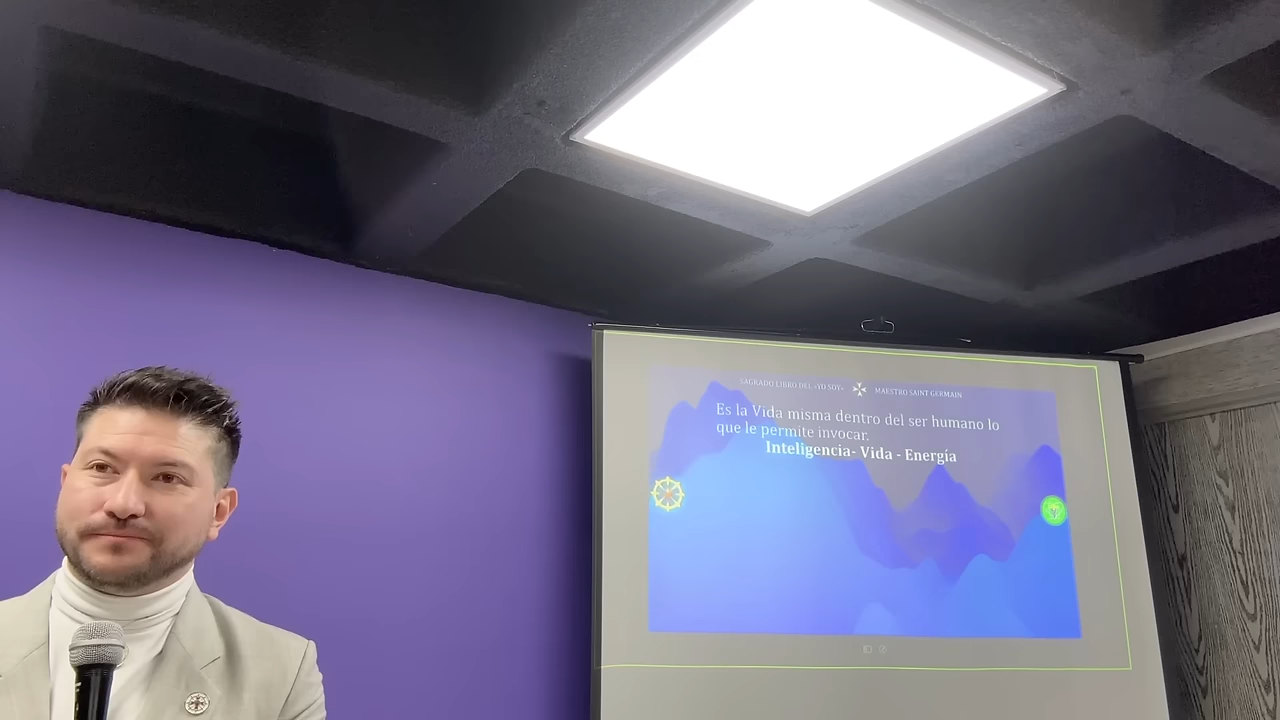 SAGRADO LIBRO DEL «YO SOY» MAESTRO SAINT GERMAIN
Es la Vida misma dentro del ser humano lo
que le permite invocar.
Inteligencia- Vida - Energía